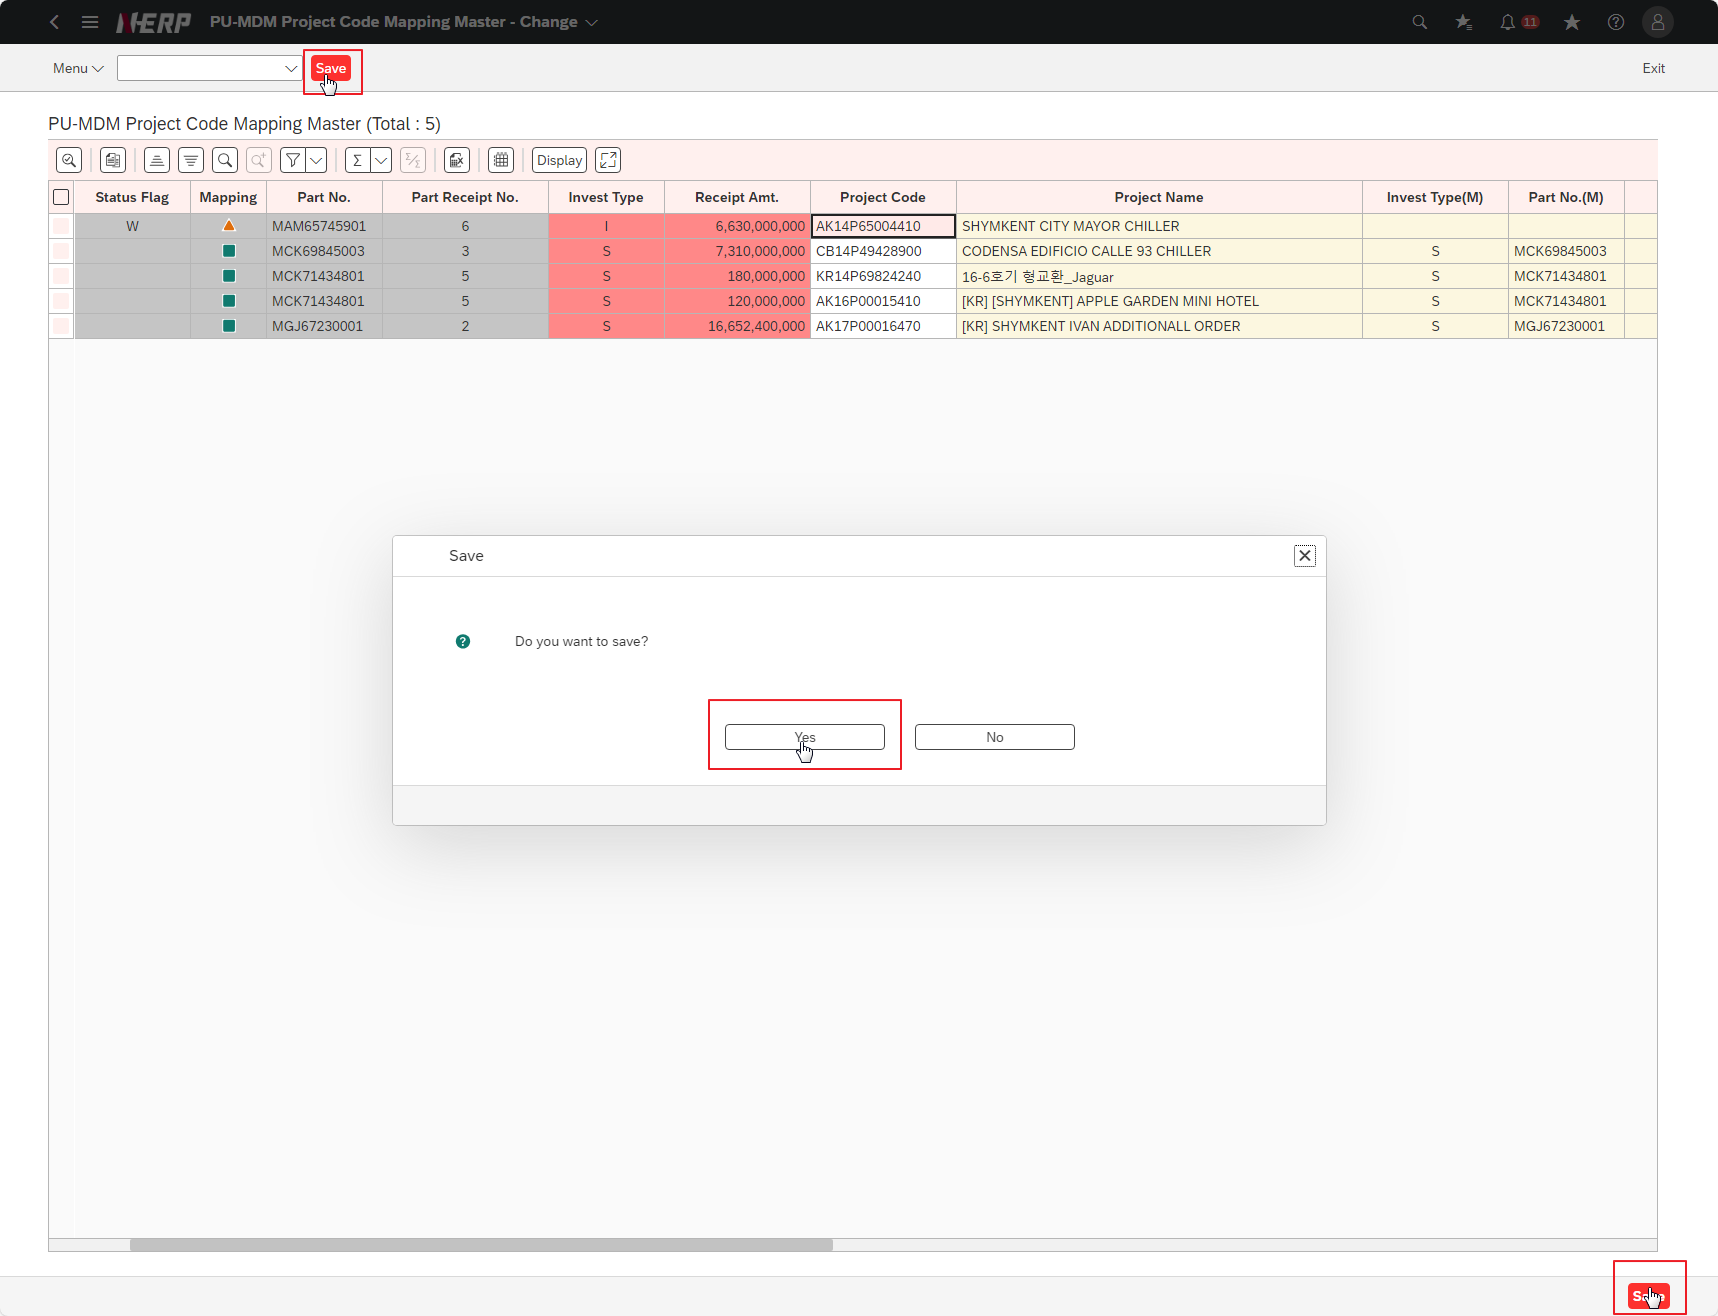 NERP PU-MDM Project Code Mapping Master - Change 11
Menu Save Exit
PU-MDM Project Code Mapping Master (Total : 5)
Display
Status Flag Mapping Part No. Part Receipt No. Invest Type Receipt Amt. Project Code Project Name Invest Type(M) Part No.(M)
W MAM65745901 6 I 6,630,000,000 AK14P65004410 SHYMKENT CITY MAYOR CHILLER
MCK69845003 3 S 7,310,000,000 CB14P49428900 CODENSA EDIFICIO CALLE 93 CHILLER S MCK69845003
MCK71434801 5 S 180,000,000 KR14P69824240 16-6호기 형교환_Jaguar S MCK71434801
MCK71434801 5 S 120,000,000 AK16P00015410 [KR] [SHYMKENT] APPLE GARDEN MINI HOTEL S MCK71434801
MGJ67230001 2 S 16,652,400,000 AK17P00016470 [KR] SHYMKENT IVAN ADDITIONALL ORDER S MGJ67230001
Save
Do you want to save?
Yes No